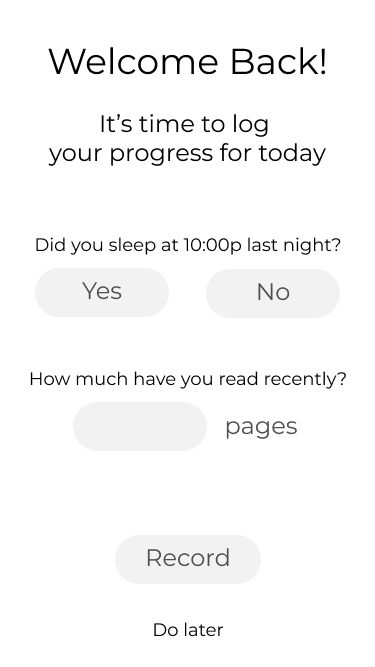 Welcome Back!
It’s time to log
your progress for today
Did you sleep at 10:00p last night?
Yes
No
How much have you read recently?
pages
Record
Do later